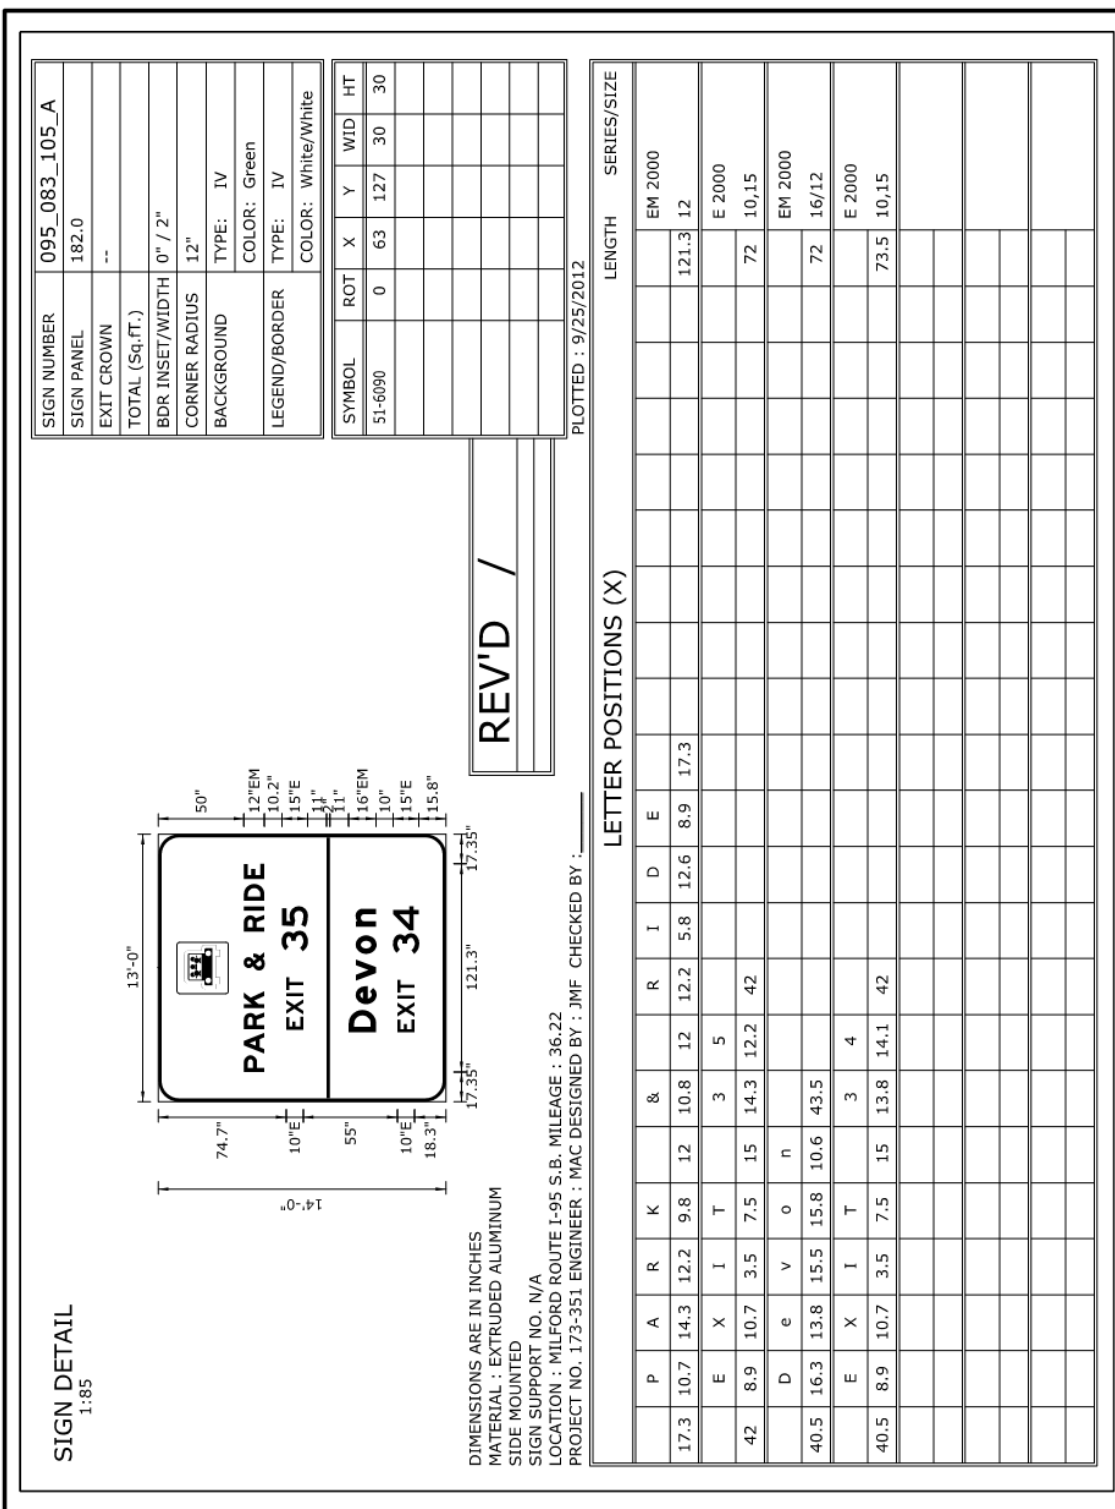 SIGN DETAIL
1:85
13'-0"
14'-0"
74.7"
10"E
55"
10"E
18.3"
PARK & RIDE
EXIT 35
Devon
EXIT 34
50"
12"EM
10.2"
15"E
11"
2"
11"
16"EM
10"
15"E
15.8"
17.35" 121.3" 17.35"
SIGN NUMBER 095_083_105_A
SIGN PANEL 182.0
EXIT CROWN --
TOTAL (Sq.fT.)
BDR INSET/WIDTH 0" / 2"
CORNER RADIUS 12"
BACKGROUND TYPE: IV
COLOR: Green
LEGEND/BORDER TYPE: IV
COLOR: White/White
SYMBOL ROT X Y WID HT
51-6090 0 63 127 30 30
REV'D /
DIMENSIONS ARE IN INCHES
MATERIAL : EXTRUDED ALUMINUM
SIDE MOUNTED
SIGN SUPPORT NO. N/A
LOCATION : MILFORD ROUTE I-95 S.B. MILEAGE : 36.22
PROJECT NO. 173-351 ENGINEER : MAC DESIGNED BY : JMF CHECKED BY :
PLOTTED : 9/25/2012
LETTER POSITIONS (X) LENGTH SERIES/SIZE
P A R K & R I D E EM 2000
17.3 10.7 14.3 12.2 9.8 12 10.8 12 12.2 5.8 12.6 8.9 17.3 121.3 12
E X I T 3 5 E 2000
42 8.9 10.7 3.5 7.5 15 14.3 12.2 42 72 10,15
D e v o n EM 2000
40.5 16.3 13.8 15.5 15.8 10.6 43.5 72 16/12
E X I T 3 4 E 2000
40.5 8.9 10.7 3.5 7.5 15 13.8 14.1 42 73.5 10,15